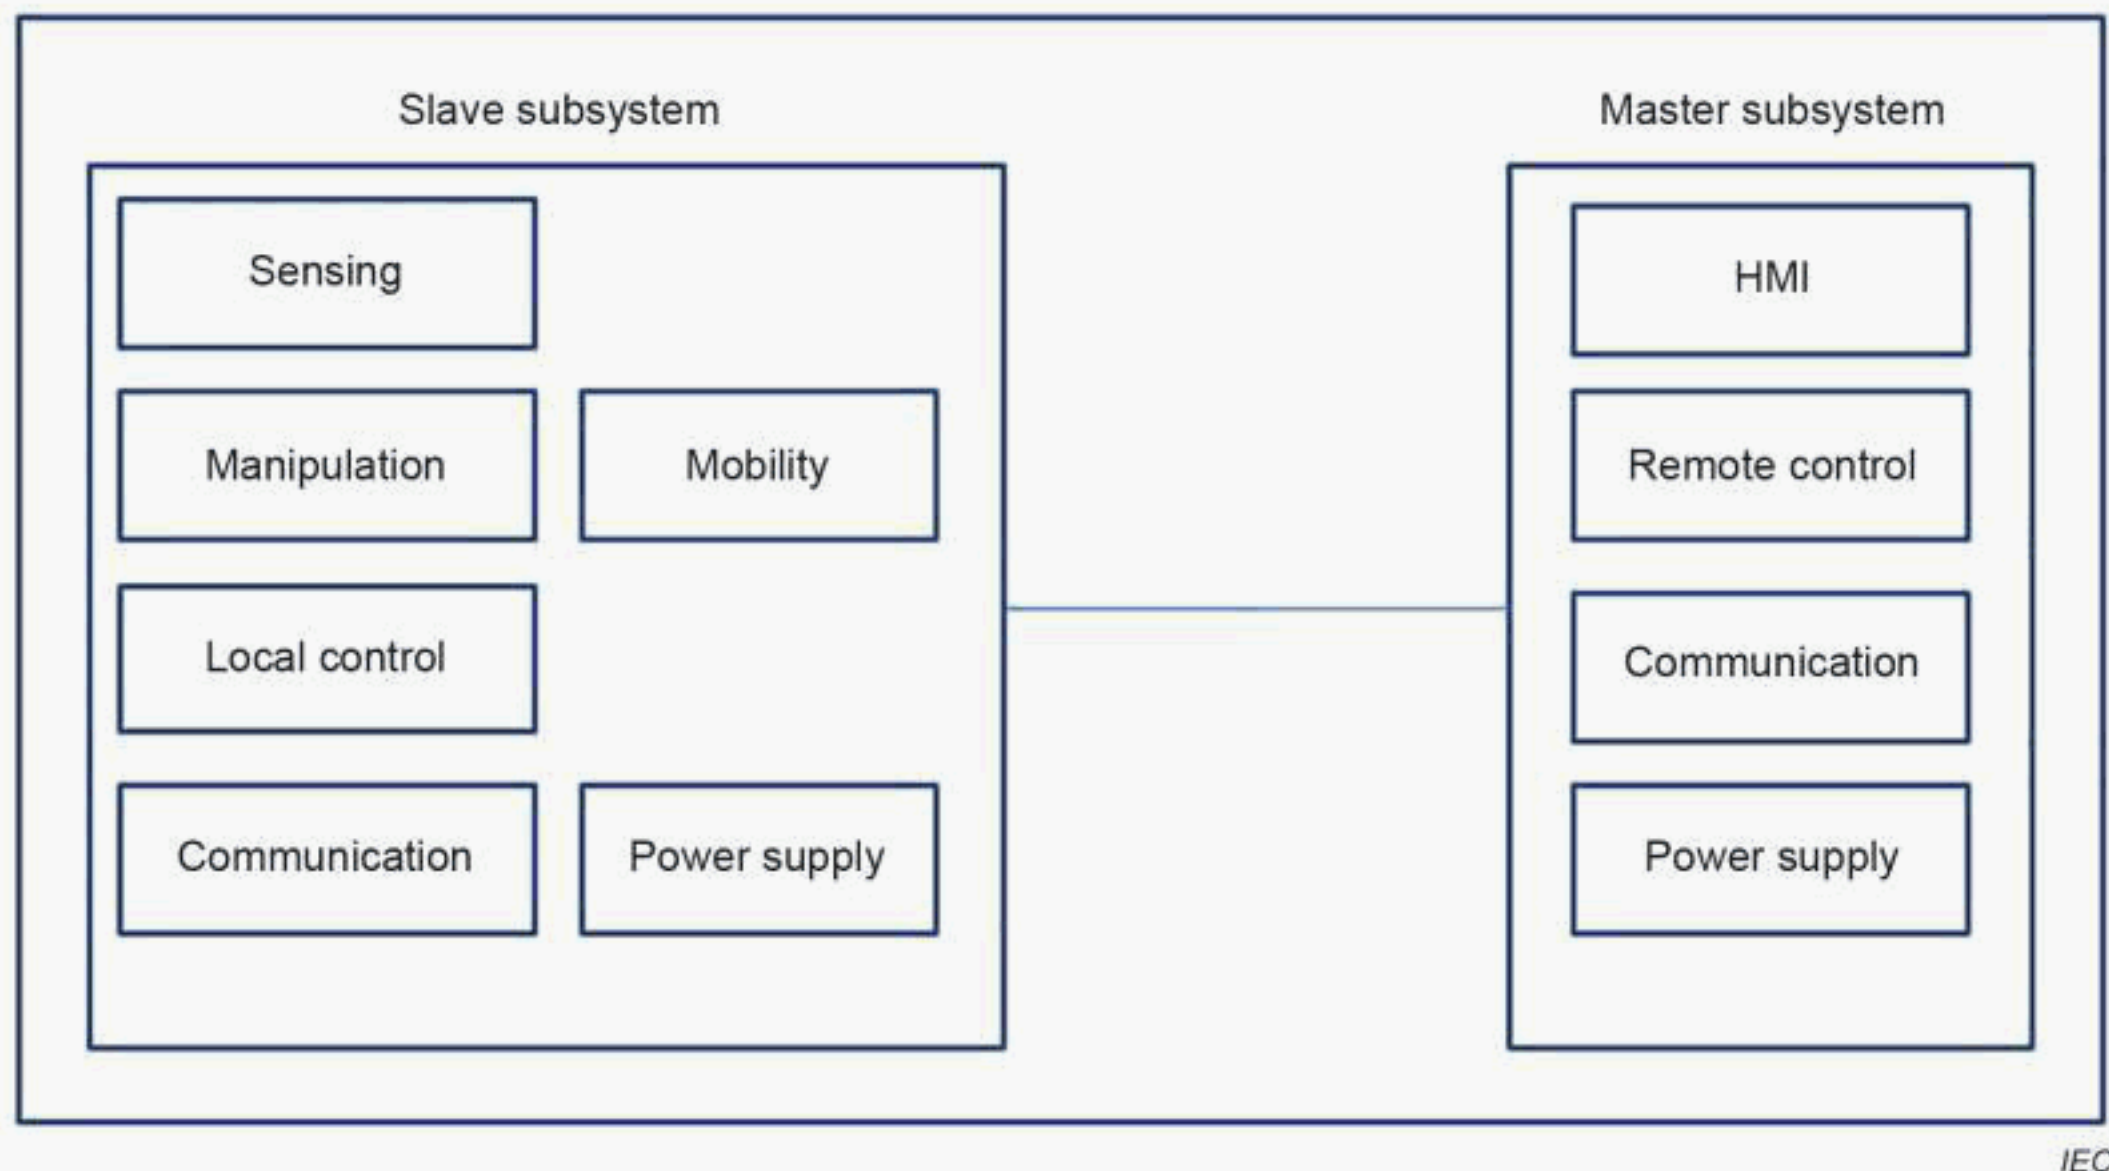 Slave subsystem
Master subsystem
Sensing
Manipulation
Mobility
Local control
Communication
Power supply
HMI
Remote control
Communication
Power supply
IEC